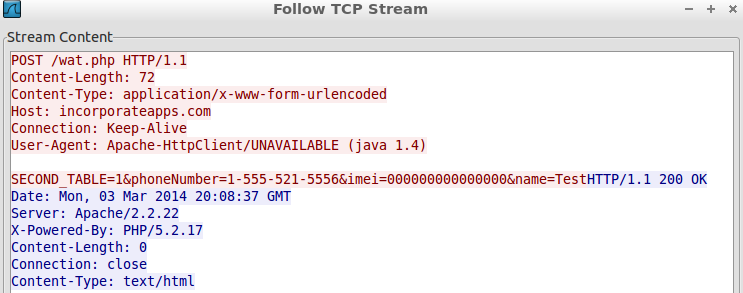 Follow TCP Stream
Stream Content
POST /wat.php HTTP/1.1
Content-Length: 72
Content-Type: application/x-www-form-urlencoded
Host: incorporateapps.com
Connection: Keep-Alive
User-Agent: Apache-HttpClient/UNAVAILABLE (java 1.4)
SECOND_TABLE=1&phoneNumber=1-555-521-5556&imei=000000000000000&name=TestHTTP/1.1 200 OK
Date: Mon, 03 Mar 2014 20:08:37 GMT
Server: Apache/2.2.22
X-Powered-By: PHP/5.2.17
Content-Length: 0
Connection: close
Content-Type: text/html